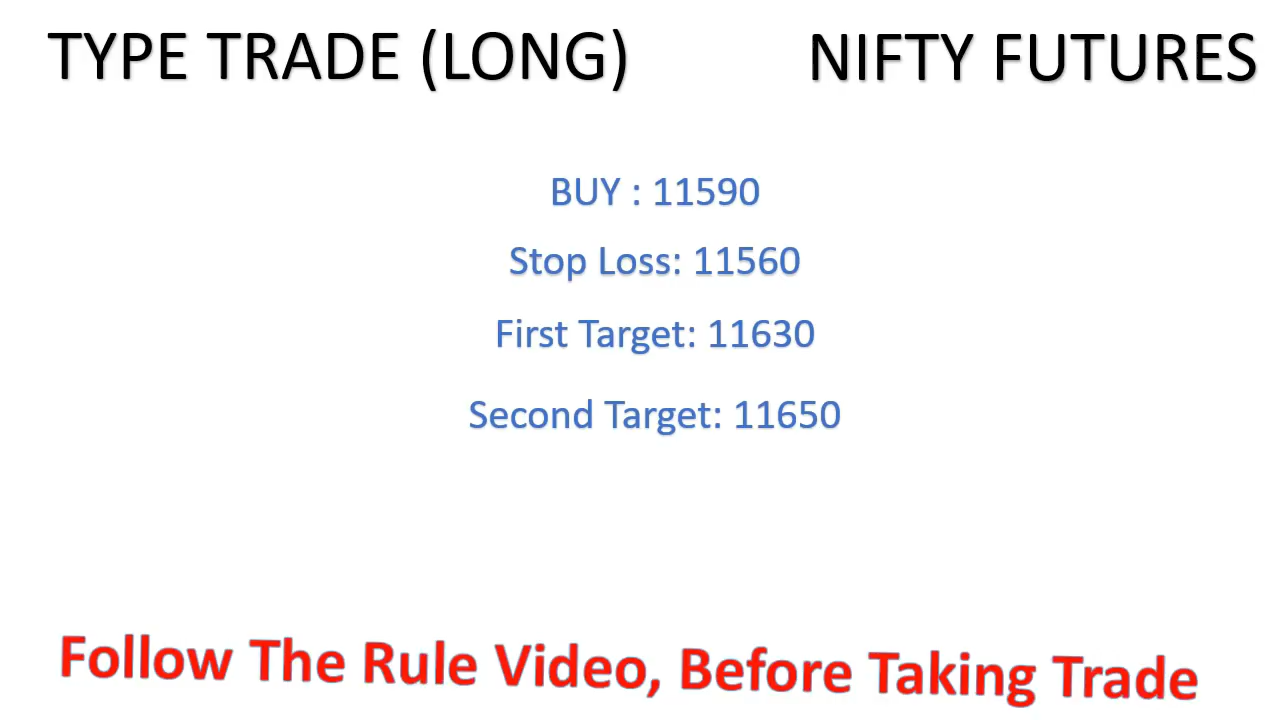 TYPE TRADE (LONG)
NIFTY FUTURES
BUY : 11590
Stop Loss: 11560
First Target: 11630
Second Target: 11650
Follow The Rule Video, Before Taking Trade